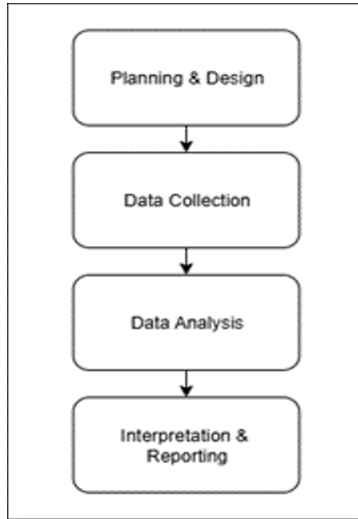 Planning & Design
Data Collection
Data Analysis
Interpretation &
Reporting